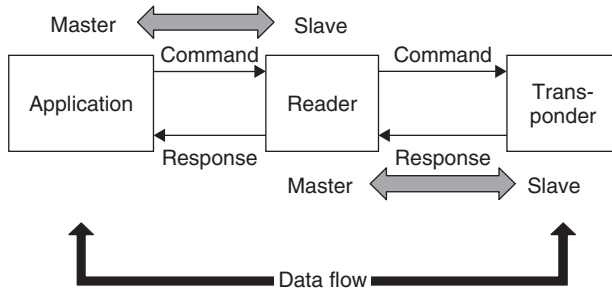 Master Slave
Command Command
Application Reader Trans-
ponder
Response Response
Master Slave
Data flow